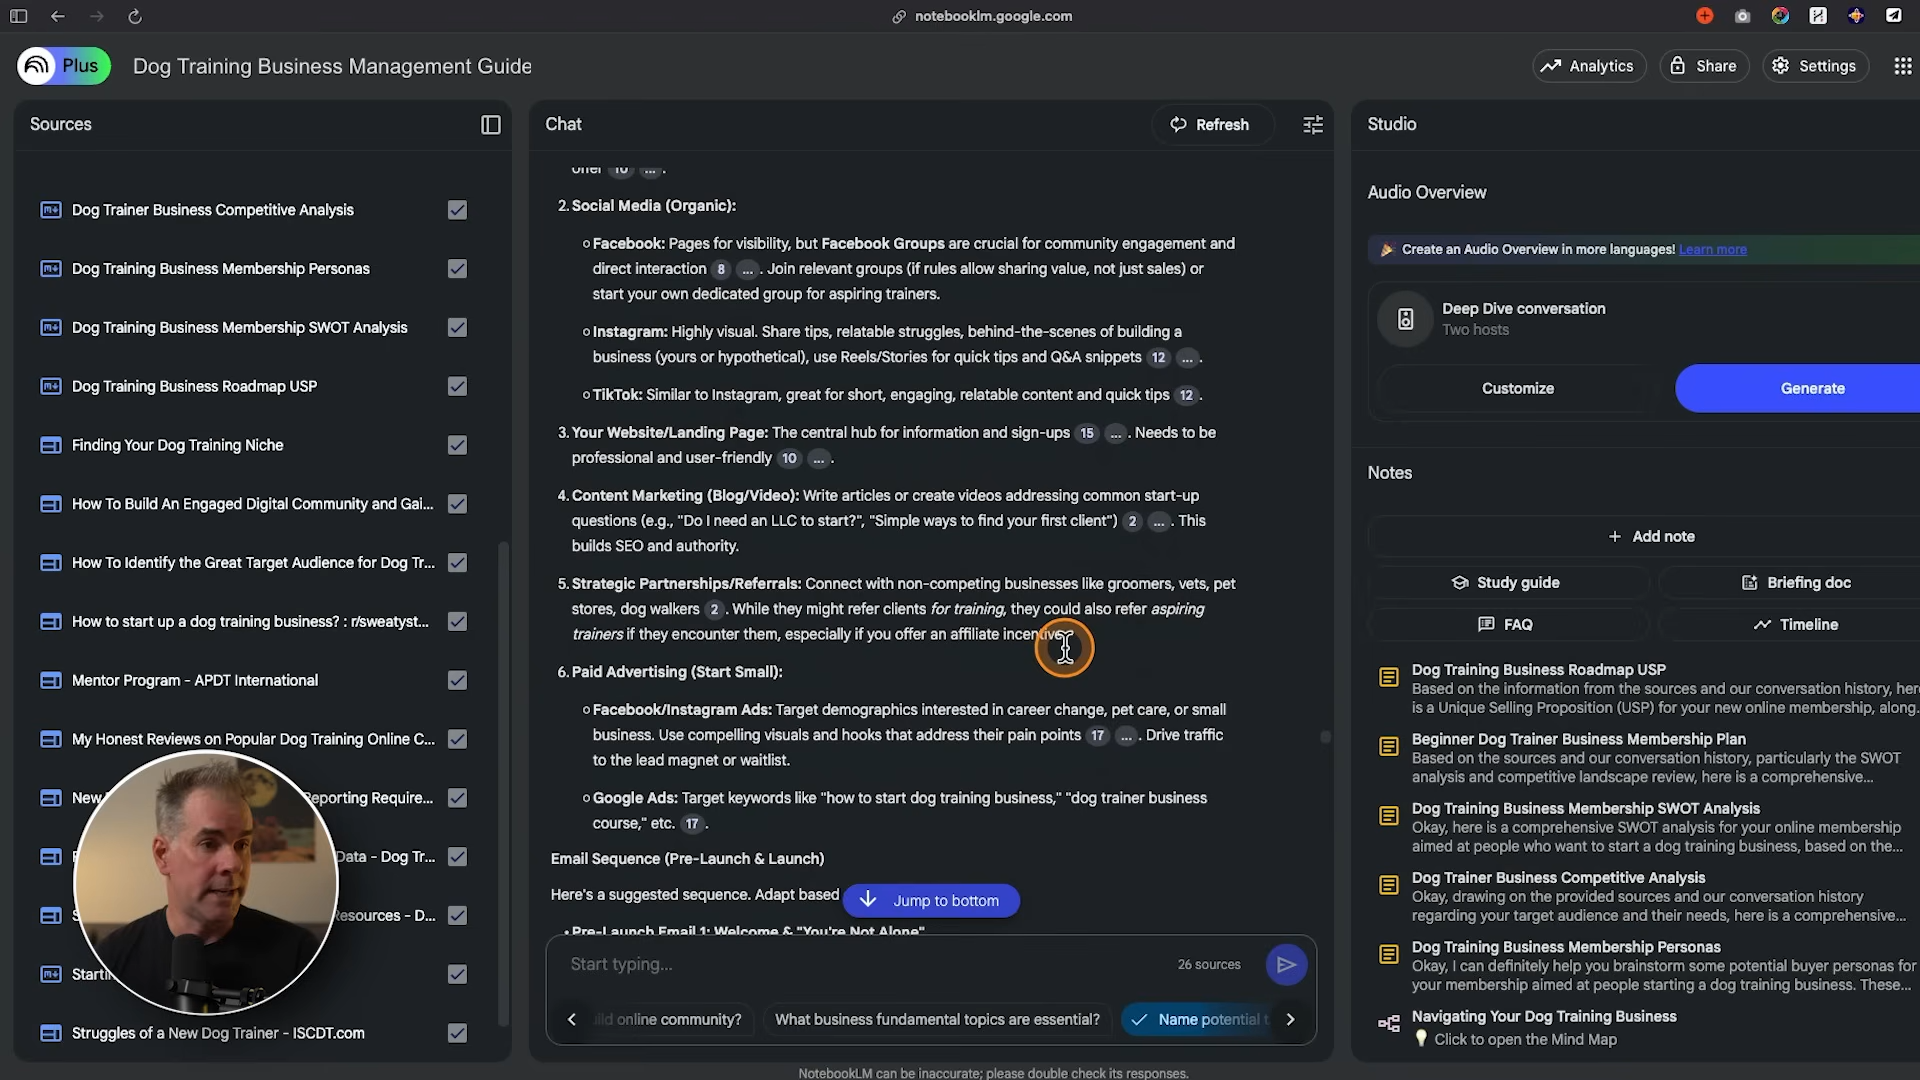 notebooklm.google.com
Plus
Dog Training Business Management Guide
Analytics
Share
Settings
Sources
Dog Trainer Business Competitive Analysis
Dog Training Business Membership Personas
Dog Training Business Membership SWOT Analysis
Dog Training Business Roadmap USP
Finding Your Dog Training Niche
How To Build An Engaged Digital Community and Gai...
How To Identify the Great Target Audience for Dog Tr...
How to start up a dog training business? : r/sweatyst...
Mentor Program - APDT International
My Honest Reviews on Popular Dog Training Online C...
New Reporting Require...
Data - Dog Tr...
Resources - D...
Struggles of a New Dog Trainer - ISCDT.com
Chat
Refresh
offer 10 ... .
2. Social Media (Organic):
Facebook: Pages for visibility, but Facebook Groups are crucial for community engagement and
direct interaction 8 ... . Join relevant groups (if rules allow sharing value, not just sales) or
start your own dedicated group for aspiring trainers.
Instagram: Highly visual. Share tips, relatable struggles, behind-the-scenes of building a
business (yours or hypothetical), use Reels/Stories for quick tips and Q&A snippets 12 ... .
TikTok: Similar to Instagram, great for short, engaging, relatable content and quick tips 12 .
3. Your Website/Landing Page: The central hub for information and sign-ups 15 ... . Needs to be
professional and user-friendly 10 ... .
4. Content Marketing (Blog/Video): Write articles or create videos addressing common start-up
questions (e.g., "Do I need an LLC to start?", "Simple ways to find your first client") 2 ... . This
builds SEO and authority.
5. Strategic Partnerships/Referrals: Connect with non-competing businesses like groomers, vets, pet
stores, dog walkers 2 . While they might refer clients for training, they could also refer aspiring
trainers if they encounter them, especially if you offer an affiliate incentive
6. Paid Advertising (Start Small):
Facebook/Instagram Ads: Target demographics interested in career change, pet care, or small
business. Use compelling visuals and hooks that address their pain points 17 ... . Drive traffic
to the lead magnet or waitlist.
Google Ads: Target keywords like "how to start dog training business," "dog trainer business
course," etc. 17 .
Email Sequence (Pre-Launch & Launch)
Here's a suggested sequence. Adapt based
Jump to bottom
• Pre-Launch Email 1: Welcome & "You're Not Alone"
Start typing...
26 sources
online community?
What business fundamental topics are essential?
Name potential
NotebookLM can be inaccurate; please double check its responses.
Studio
Audio Overview
Create an Audio Overview in more languages! Learn more
Deep Dive conversation
Two hosts
Customize
Generate
Notes
+ Add note
Study guide
Briefing doc
FAQ
Timeline
Dog Training Business Roadmap USP
Based on the information from the sources and our conversation history, here
is a Unique Selling Proposition (USP) for your new online membership, along.
Beginner Dog Trainer Business Membership Plan
Based on the sources and our conversation history, particularly the SWOT
analysis and competitive landscape review, here is a comprehensive...
Dog Training Business Membership SWOT Analysis
Okay, here is a comprehensive SWOT analysis for your online membership
aimed at people who want to start a dog training business, based on the...
Dog Trainer Business Competitive Analysis
Okay, drawing on the provided sources and our conversation history
regarding your target audience and their needs, here is a comprehensive...
Dog Training Business Membership Personas
Okay, I can definitely help you brainstorm some potential buyer personas for
your membership aimed at people starting a dog training business. These...
Navigating Your Dog Training Business
Click to open the Mind Map